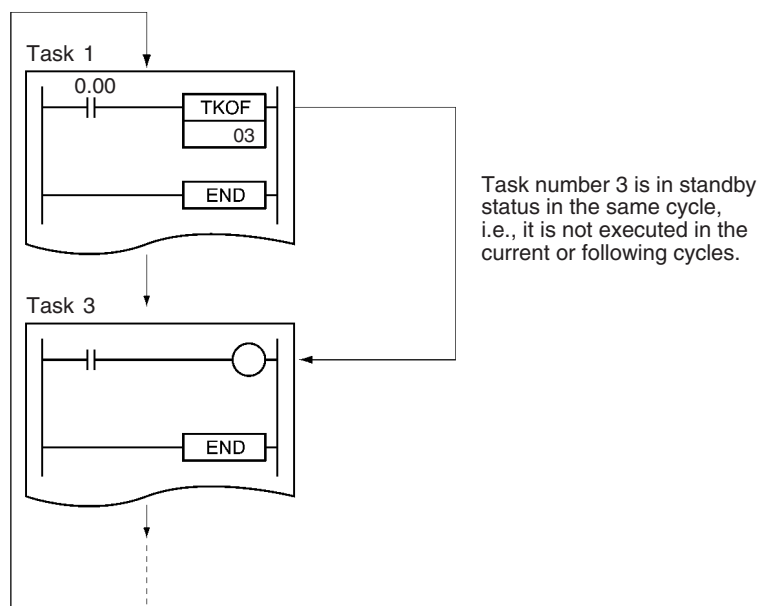 Task 1
0.00
TKOF
03
END
Task number 3 is in standby
status in the same cycle,
i.e., it is not executed in the
current or following cycles.
Task 3
END